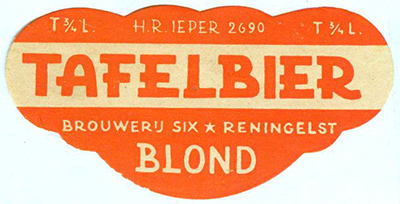 T ¾ L. H.R. IEPER 2690 T ¾ L.
TAFELBIER
BROUWERIJ SIX ★ RENINGELST
BLOND